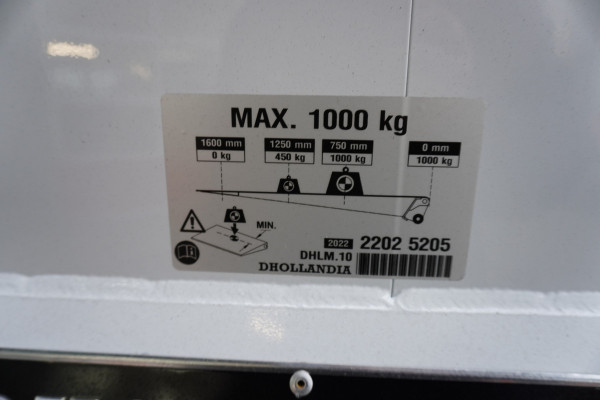 MAX. 1000 kg
1600 mm 1250 mm 750 mm 0 mm
0 kg 450 kg 1000 kg 1000 kg
MIN.
2022 2202 5205
DHLM.10
DHOLLANDIA